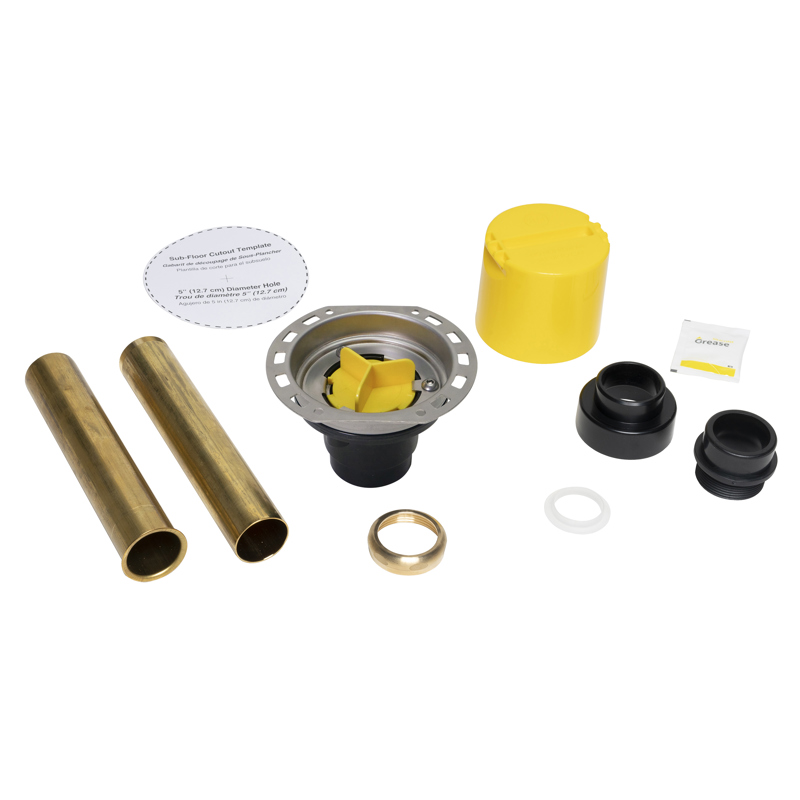 Sub-Floor Cutout Template
Gabarit de découpage de Sous-Plancher
Plantilla de corte para el subsuelo
5" (12.7 cm) Diameter Hole
Trou de diamètre 5" (12.7 cm)
Agujero de 5 in (12.7 cm) de diámetro
Grease